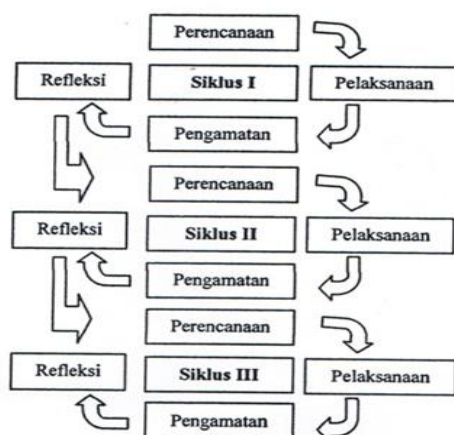 Perencanaan
Refleksi
Siklus I
Pelaksanaan
Pengamatan
Perencanaan
Refleksi
Siklus II
Pelaksanaan
Pengamatan
Perencanaan
Refleksi
Siklus III
Pelaksanaan
Pengamatan